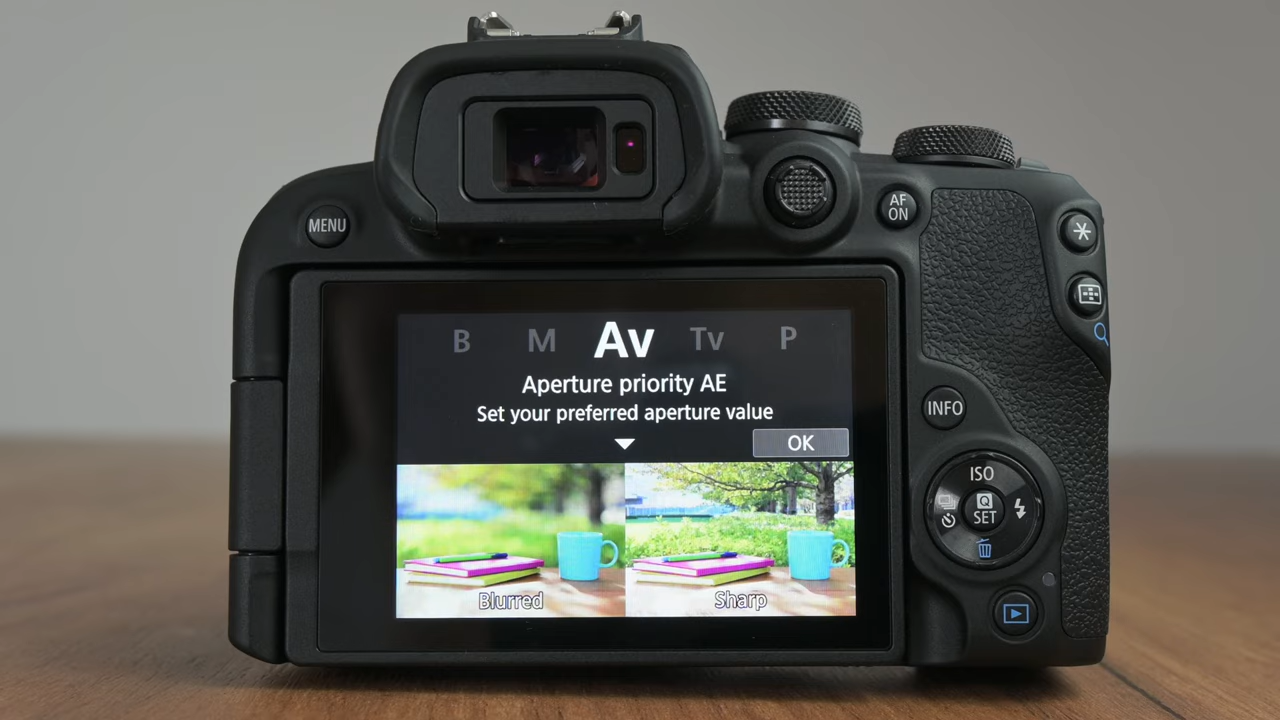 MENU
AF
ON
B M Av Tv P
Aperture priority AE
Set your preferred aperture value
OK
Blurred Sharp
INFO
ISO
Q
SET